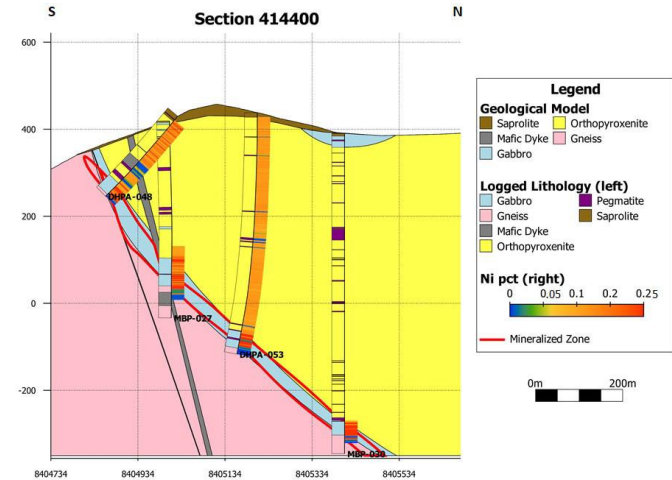 S
N
Section 414400
600
400
200
0
-200
8404734
8404934
8405134
8405334
8405534
DHPA-048
MBP-027
DHPA-053
MBP-030
Legend
Geological Model
Saprolite
Orthopyroxenite
Mafic Dyke
Gneiss
Gabbro
Logged Lithology (left)
Gabbro
Pegmatite
Gneiss
Saprolite
Mafic Dyke
Orthopyroxenite
Ni pct (right)
0 0.05 0.1 0.2 0.25
Mineralized Zone
0m 200m